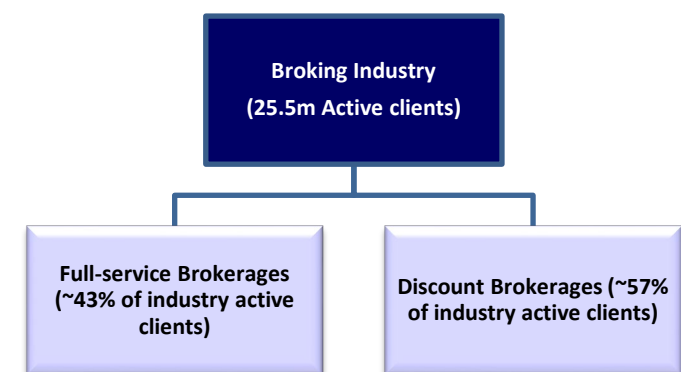 Broking Industry
(25.5m Active clients)
Full-service Brokerages
(~43% of industry active
clients)
Discount Brokerages (~57%
of industry active clients)